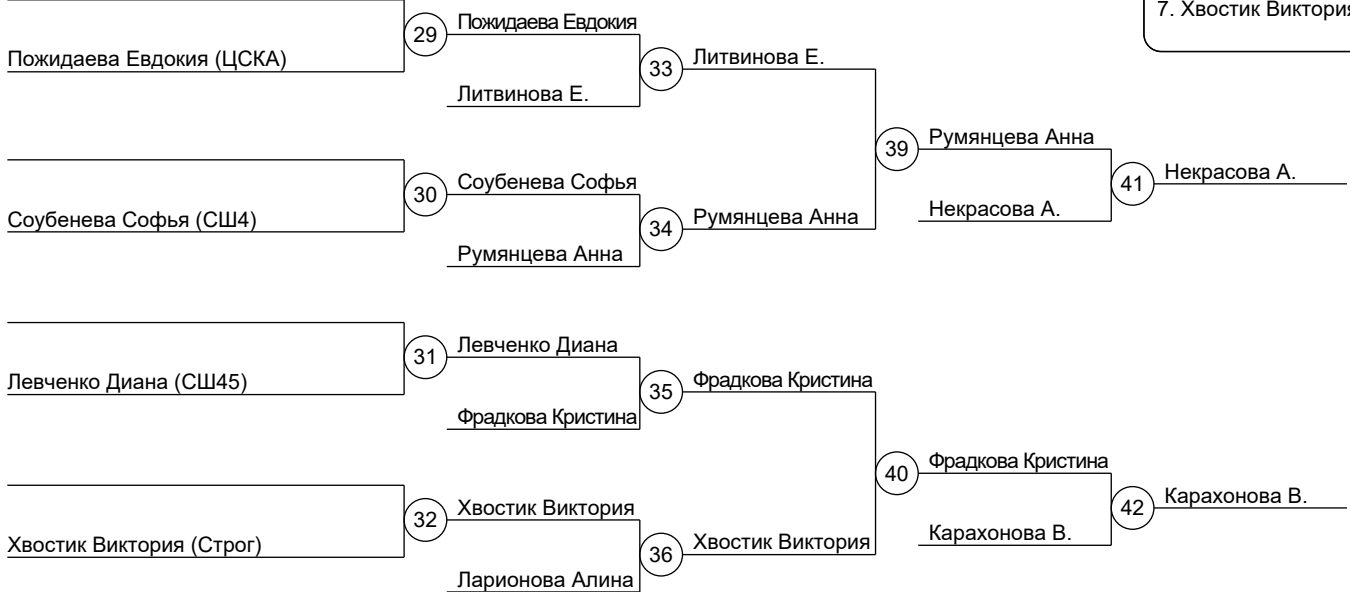 7. Хвостик Виктория
29
Пожидаева Евдокия
Пожидаева Евдокия (ЦСКА)
33
Литвинова Е.
Литвинова Е.
39
Румянцева Анна
41
Некрасова А.
30
Соубенева Софья
Соубенева Софья (СШ4)
34
Румянцева Анна
Некрасова А.
Румянцева Анна
31
Левченко Диана
Левченко Диана (СШ45)
35
Фрадкова Кристина
Фрадкова Кристина
40
Фрадкова Кристина
42
Карахонова В.
32
Хвостик Виктория
Хвостик Виктория (Строг)
36
Хвостик Виктория
Карахонова В.
Ларионова Алина